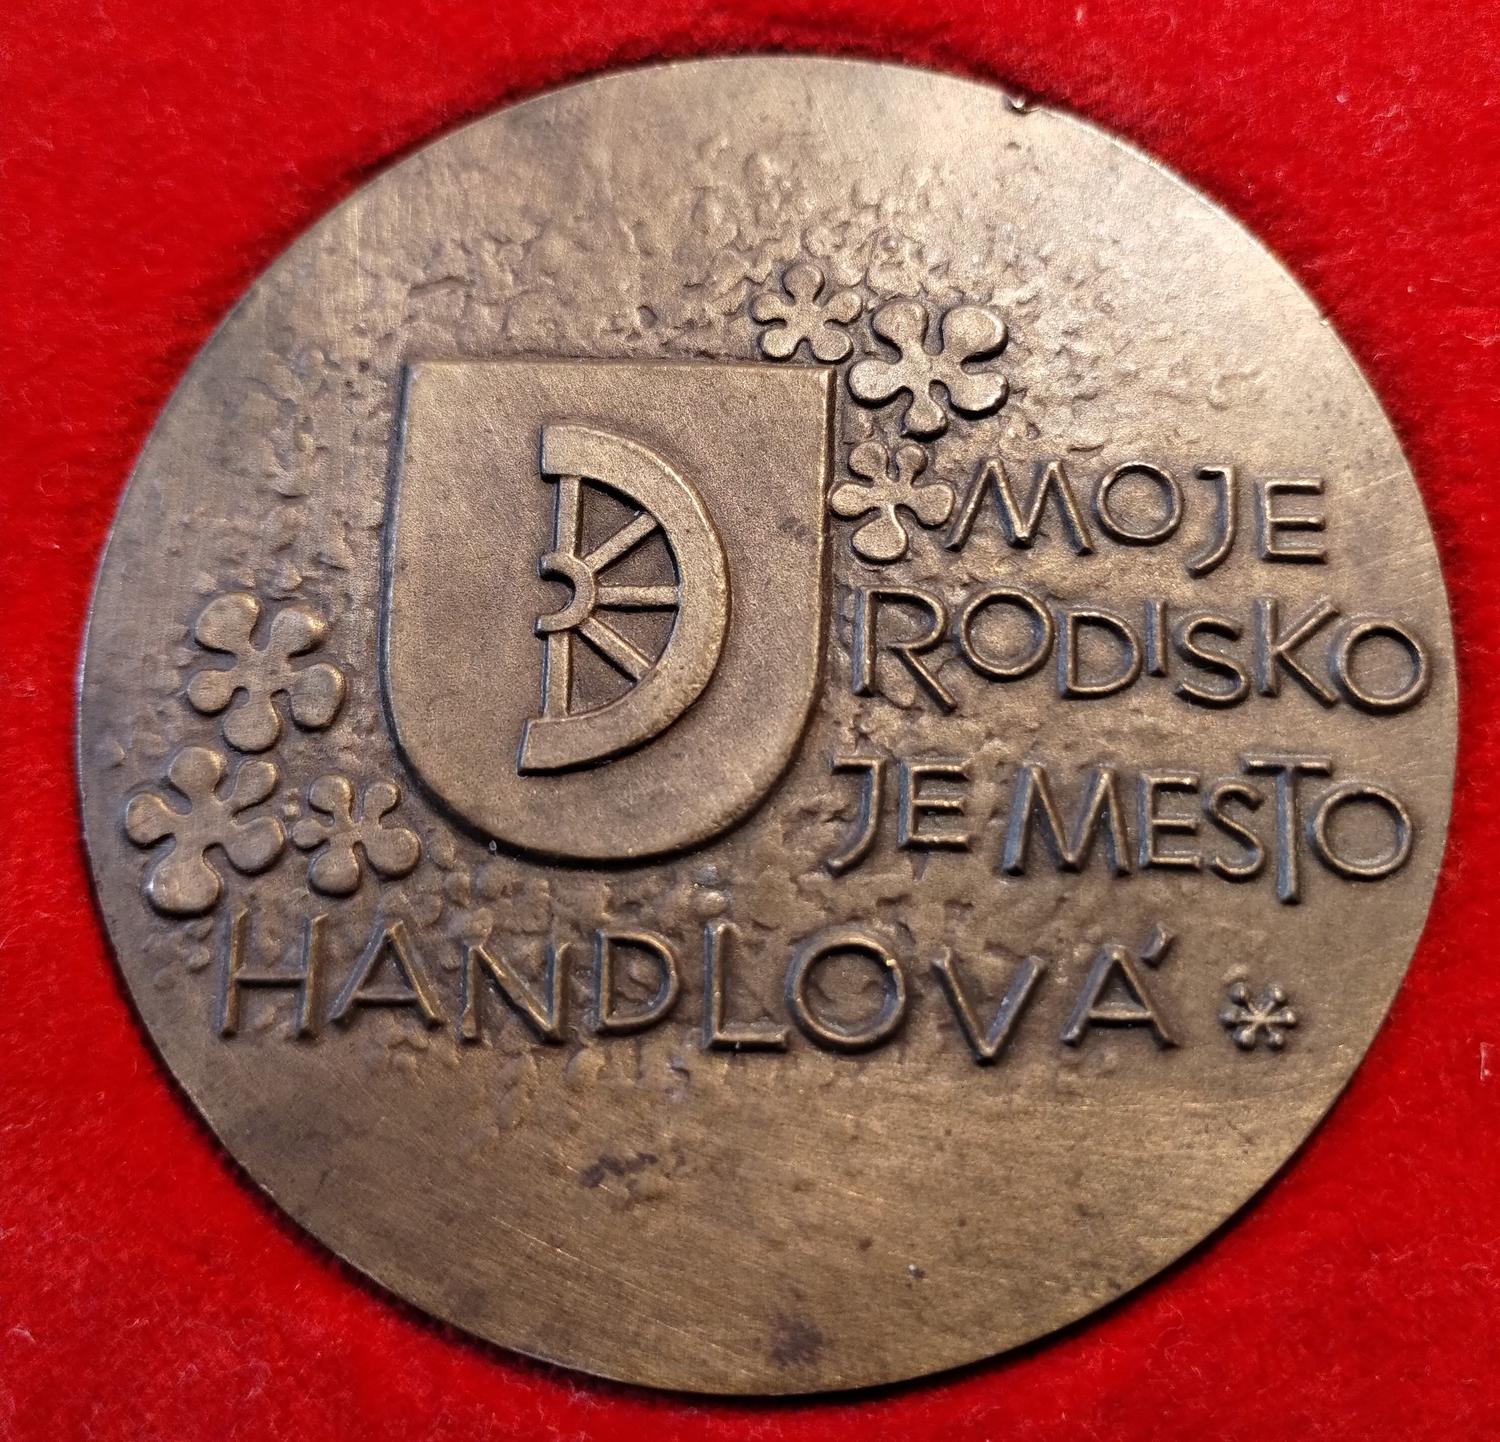 MOJE
RODISKO
JE MESTO
HANDLOVÁ *